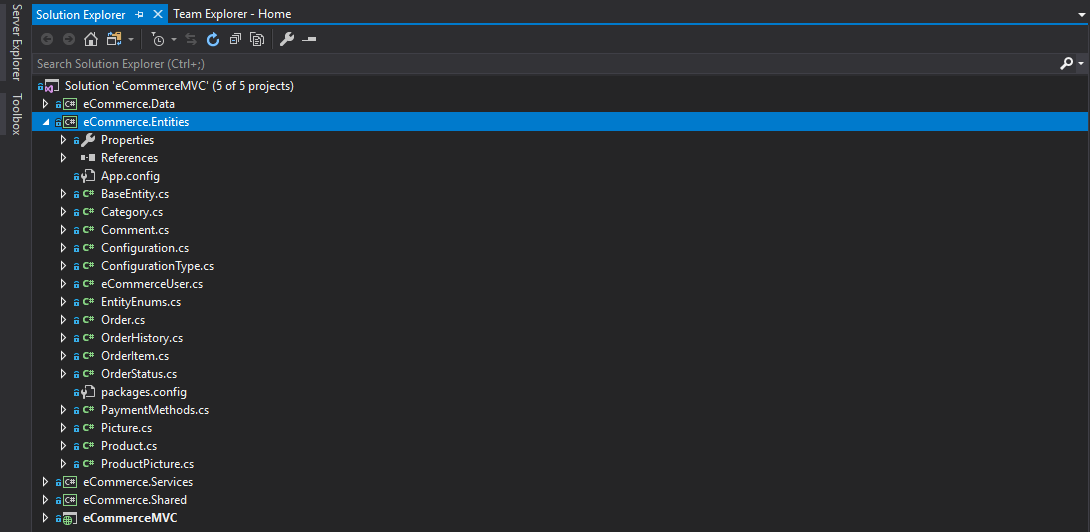 Server Explorer
Toolbox
Solution Explorer
Team Explorer - Home
Search Solution Explorer (Ctrl+;)
Solution 'eCommerceMVC' (5 of 5 projects)
C# eCommerce.Data
C# eCommerce.Entities
Properties
References
App.config
C# BaseEntity.cs
C# Category.cs
C# Comment.cs
C# Configuration.cs
C# ConfigurationType.cs
C# eCommerceUser.cs
C# EntityEnums.cs
C# Order.cs
C# OrderHistory.cs
C# OrderItem.cs
C# OrderStatus.cs
packages.config
C# PaymentMethods.cs
C# Picture.cs
C# Product.cs
C# ProductPicture.cs
C# eCommerce.Services
C# eCommerce.Shared
eCommerceMVC